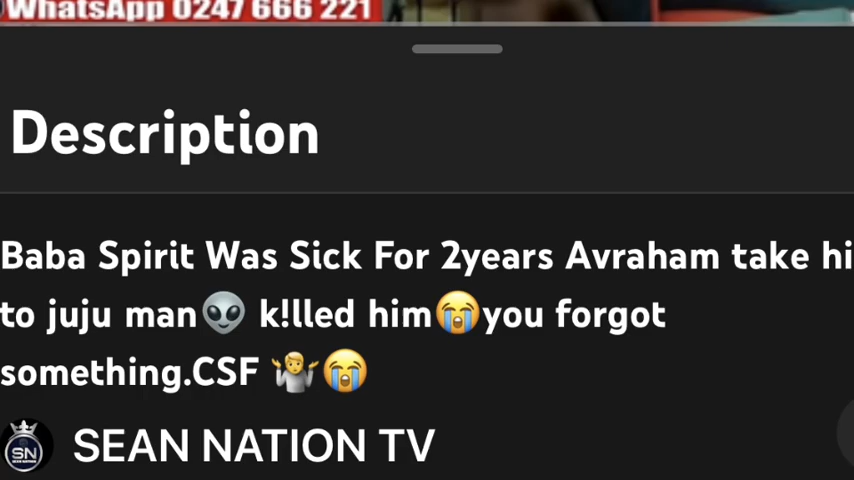 WhatsApp 0247 666 221
Description
Baba Spirit Was Sick For 2years Avraham take hi
to juju man👽 k!lled him😭you forgot
something.CSF 🤷😭
SN
SEAN NATION TV